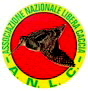 ASSOCIAZIONE NAZIONALE LIBERA CACCIA
A. N. L. C.